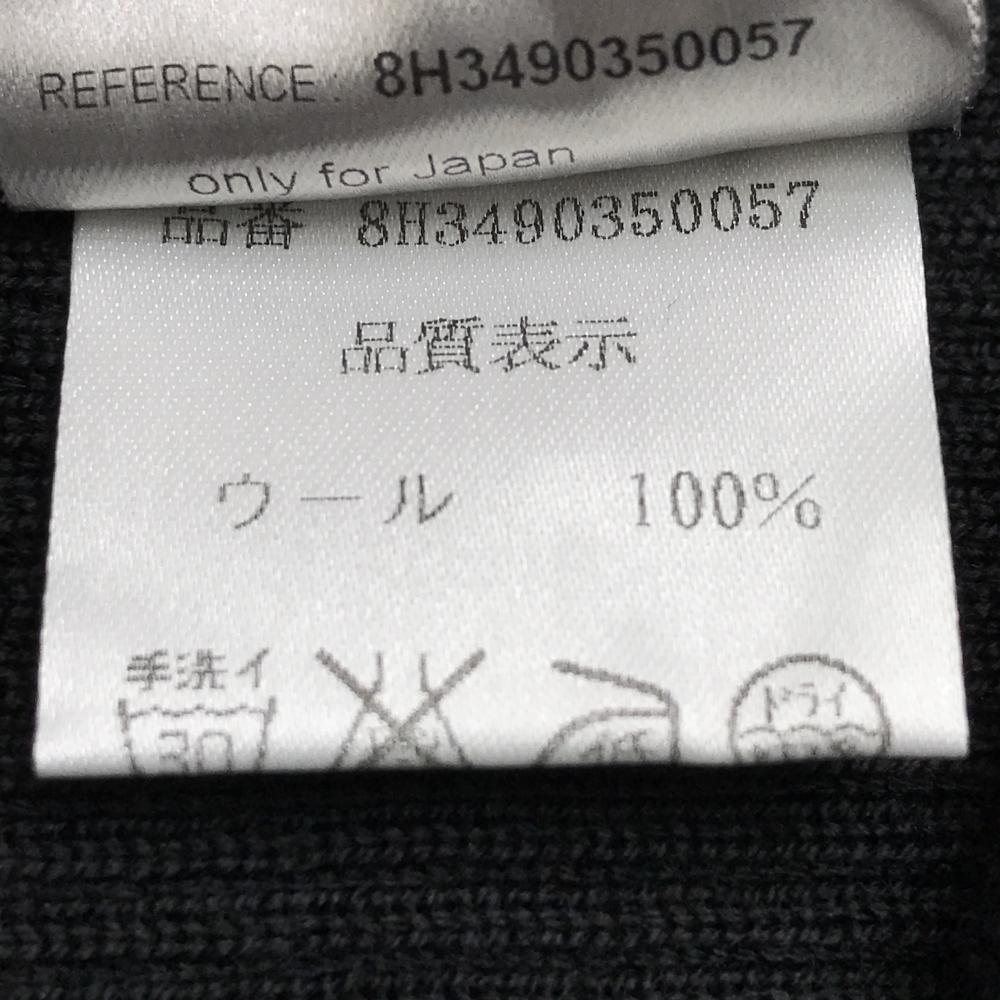 REFERENCE : 8H3490350057
only for Japan
品番 8H3490350057
品質表示
ウール 100%
手洗イ
30
ドライ